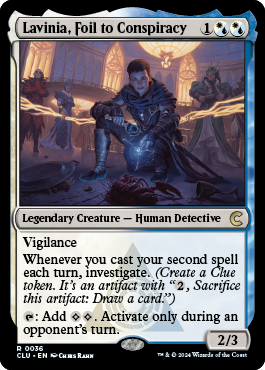 Lavinia, Foil to Conspiracy 1
Legendary Creature — Human Detective C
Vigilance
Whenever you cast your second spell
each turn, investigate. (Create a Clue
token. It's an artifact with “2, Sacrifice
this artifact: Draw a card.”)
: Add . Activate only during an
opponent's turn.
2/3
R 0036
CLU • EN Chris Rahn
™ & © 2024 Wizards of the Coast